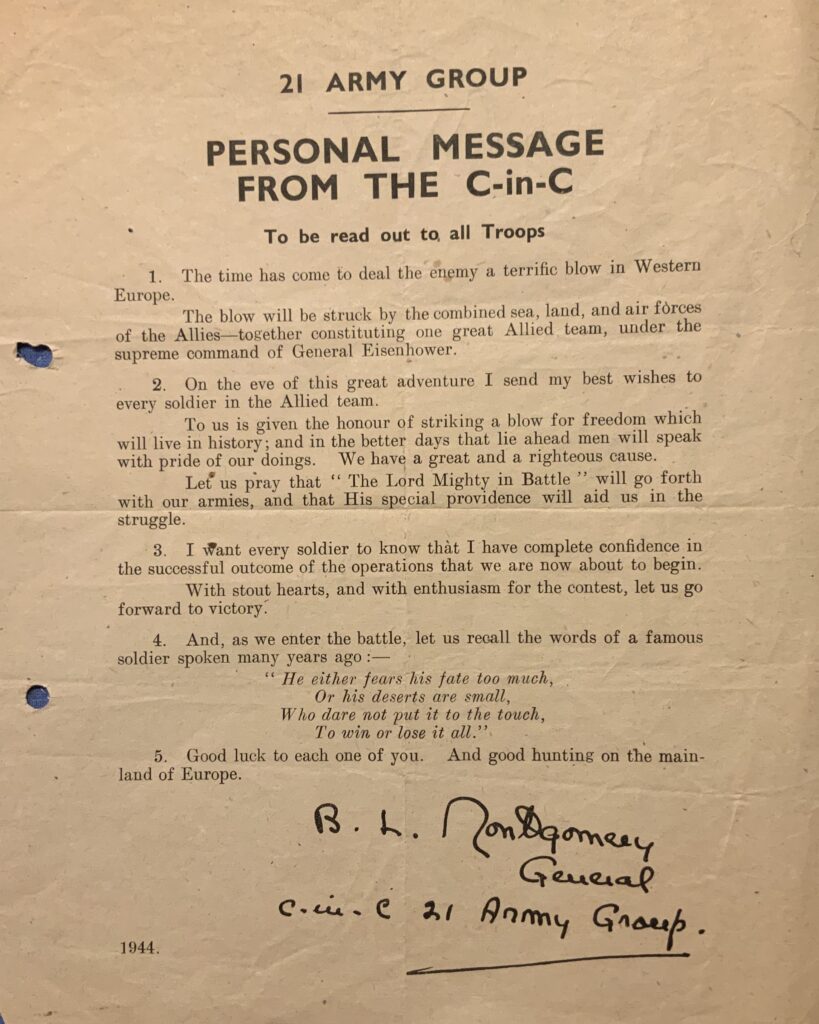 21 ARMY GROUP
PERSONAL MESSAGE
FROM THE C-in-C
To be read out to all Troops
1. The time has come to deal the enemy a terrific blow in Western
Europe.
The blow will be struck by the combined sea, land, and air forces
of the Allies—together constituting one great Allied team, under the
supreme command of General Eisenhower.
2. On the eve of this great adventure I send my best wishes to
every soldier in the Allied team.
To us is given the honour of striking a blow for freedom which
will live in history; and in the better days that lie ahead men will speak
with pride of our doings. We have a great and a righteous cause.
Let us pray that “ The Lord Mighty in Battle ” will go forth
with our armies, and that His special providence will aid us in the
struggle.
3. I want every soldier to know that I have complete confidence in
the successful outcome of the operations that we are now about to begin.
With stout hearts, and with enthusiasm for the contest, let us go
forward to victory.
4. And, as we enter the battle, let us recall the words of a famous
soldier spoken many years ago :—
“ He either fears his fate too much,
Or his deserts are small,
Who dare not put it to the touch,
To win or lose it all.”
5. Good luck to each one of you. And good hunting on the main-
land of Europe.
B. L. Montgomery
General
C-in-C 21 Army Group.
1944.